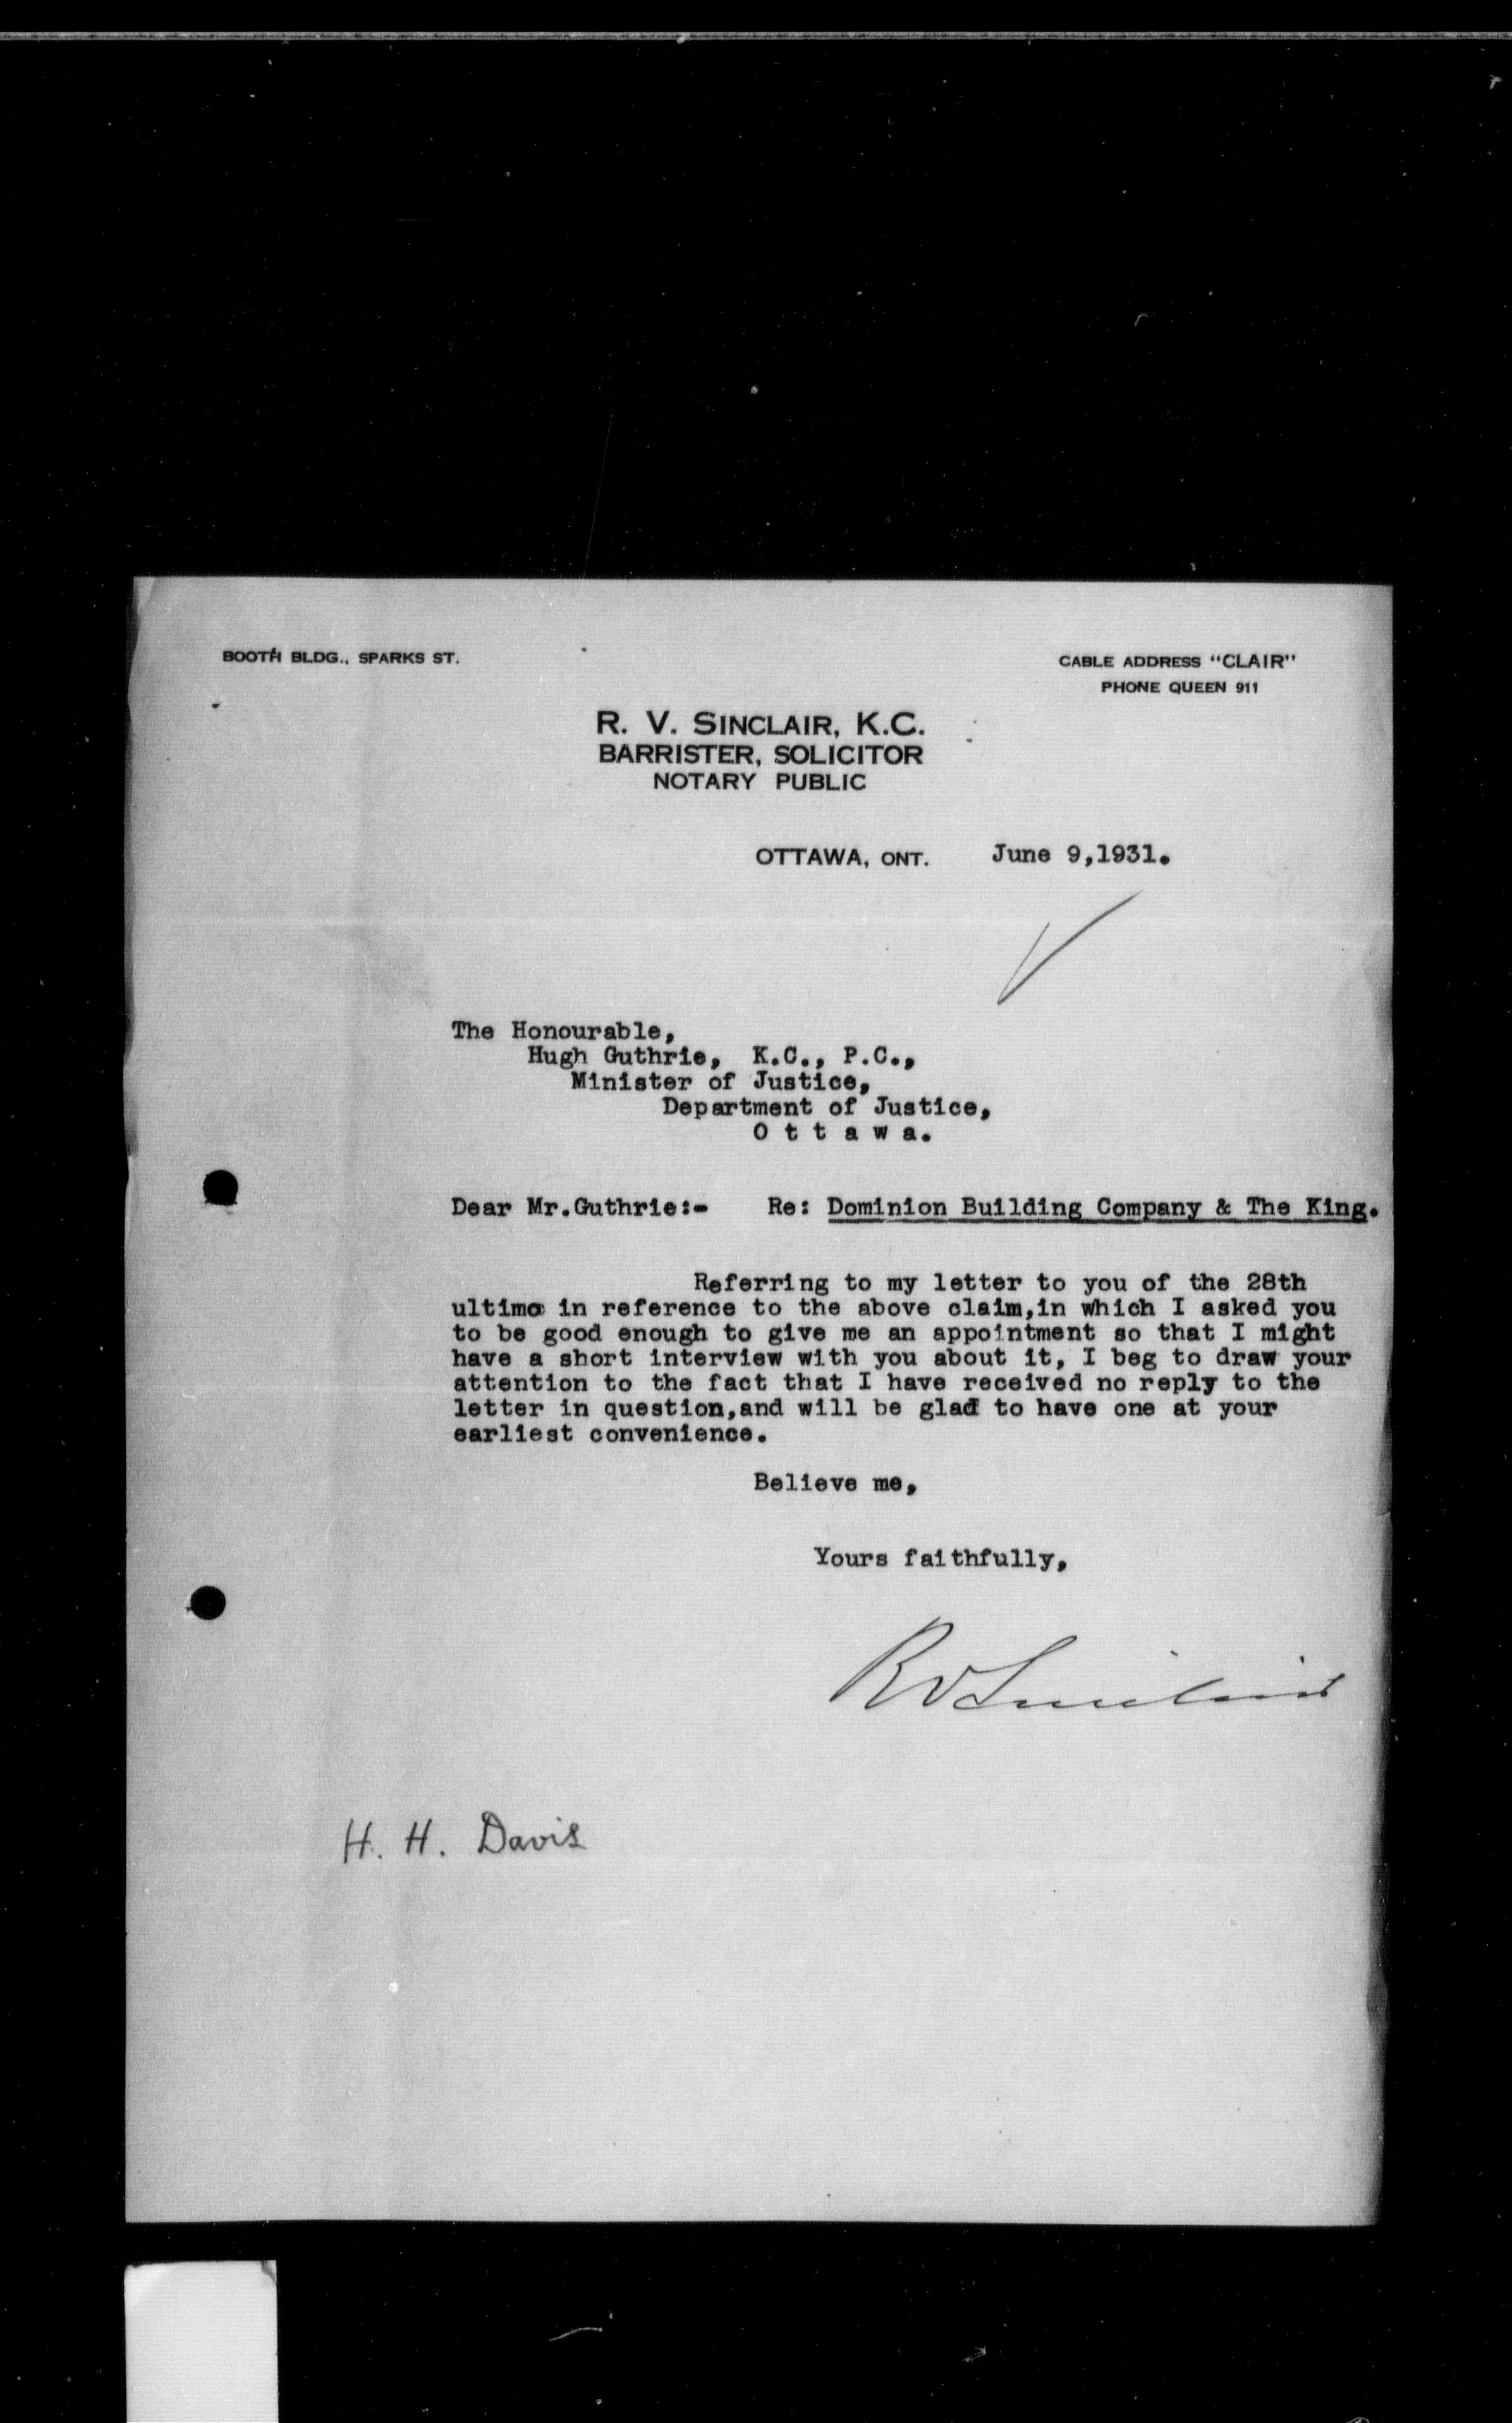 BOOTH BLDG., SPARKS ST.
CABLE ADDRESS "CLAIR"
PHONE QUEEN 911
R. V. SINCLAIR, K.C.
BARRISTER, SOLICITOR
NOTARY PUBLIC
OTTAWA, ONT. June 9,1931.
The Honourable,
Hugh Guthrie, K.C., P.C.,
Minister of Justice,
Department of Justice,
O t t a w a.
Dear Mr.Guthrie:- Re: Dominion Building Company & The King.
Referring to my letter to you of the 28th
ultimo in reference to the above claim,in which I asked you
to be good enough to give me an appointment so that I might
have a short interview with you about it, I beg to draw your
attention to the fact that I have received no reply to the
letter in question,and will be glad to have one at your
earliest convenience.
Believe me,
Yours faithfully,
RVSinclair
H. H. Davis